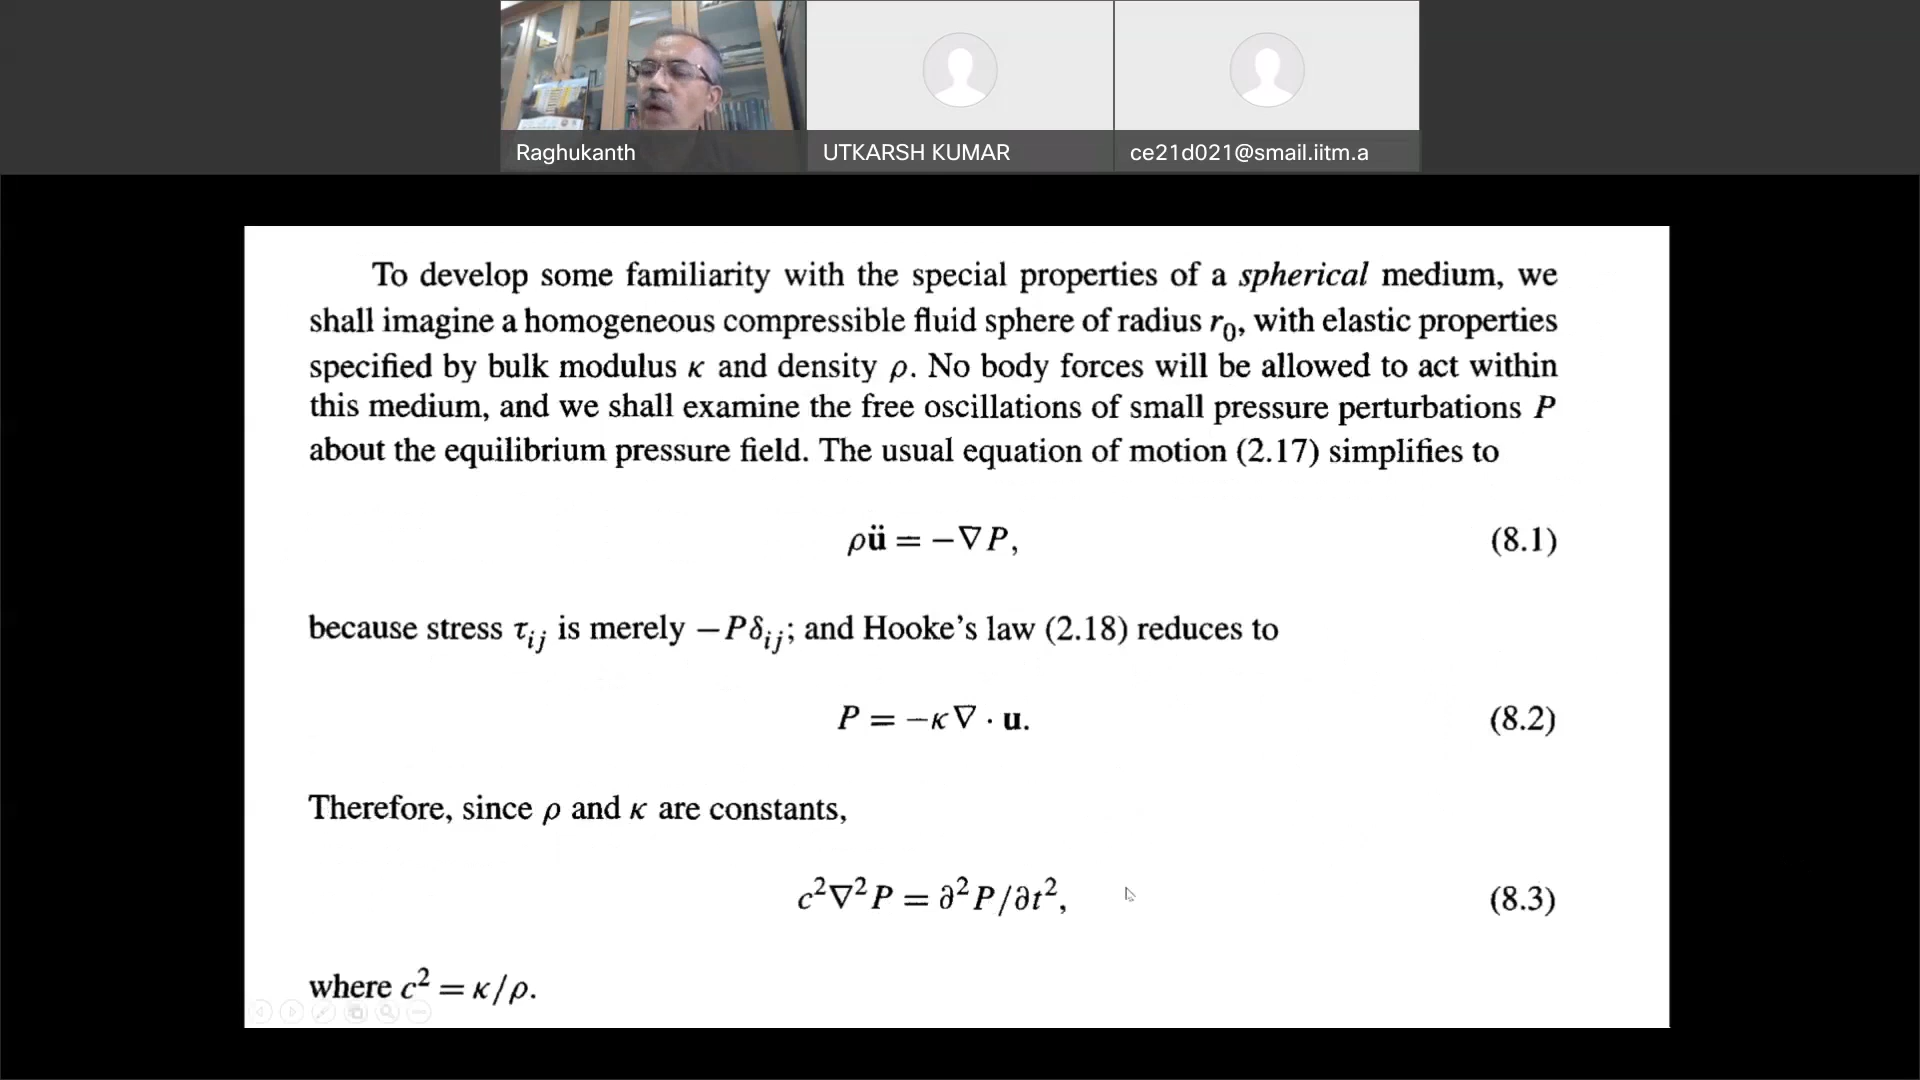 Raghukanth
UTKARSH KUMAR
ce21d021@smail.iitm.a
To develop some familiarity with the special properties of a spherical medium, we
shall imagine a homogeneous compressible fluid sphere of radius r₀, with elastic properties
specified by bulk modulus κ and density ρ. No body forces will be allowed to act within
this medium, and we shall examine the free oscillations of small pressure perturbations P
about the equilibrium pressure field. The usual equation of motion (2.17) simplifies to
ρü = −∇P, (8.1)
because stress τᵢⱼ is merely −Pδᵢⱼ; and Hooke's law (2.18) reduces to
P = −κ∇ · u. (8.2)
Therefore, since ρ and κ are constants,
c²∇²P = ∂²P/∂t², (8.3)
where c² = κ/ρ.